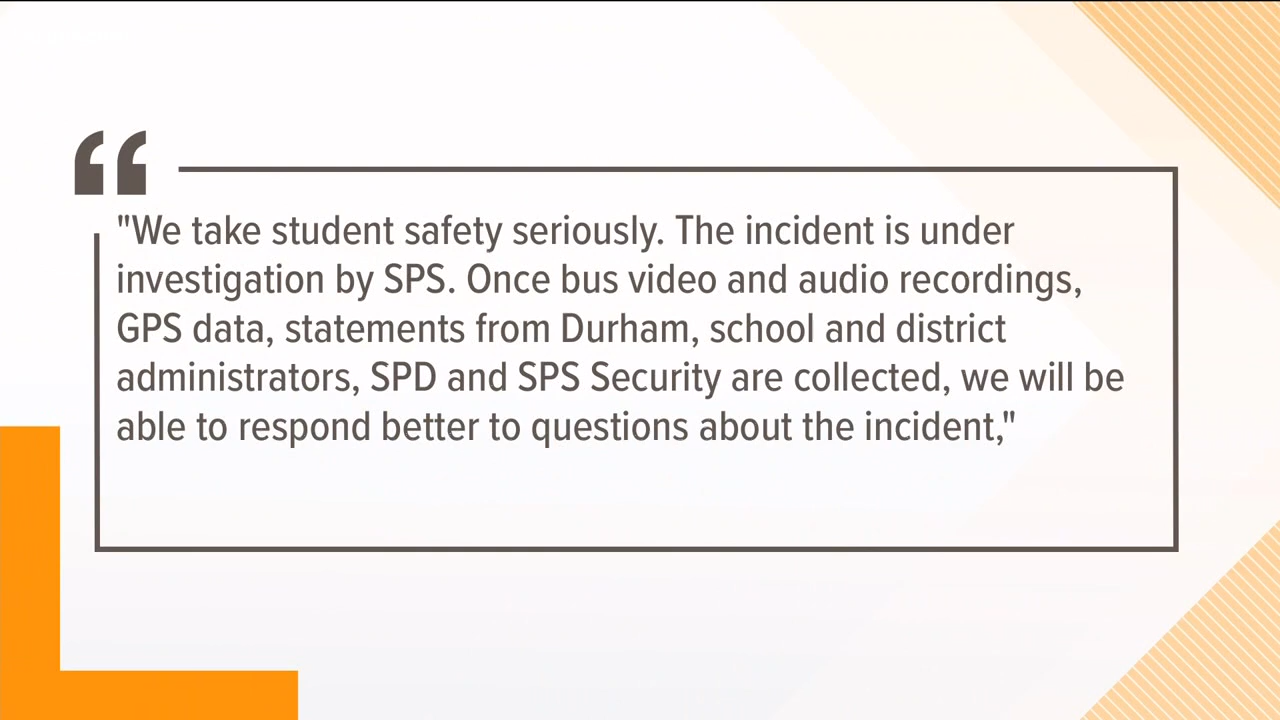 "We take student safety seriously. The incident is under
investigation by SPS. Once bus video and audio recordings,
GPS data, statements from Durham, school and district
administrators, SPD and SPS Security are collected, we will be
able to respond better to questions about the incident,"